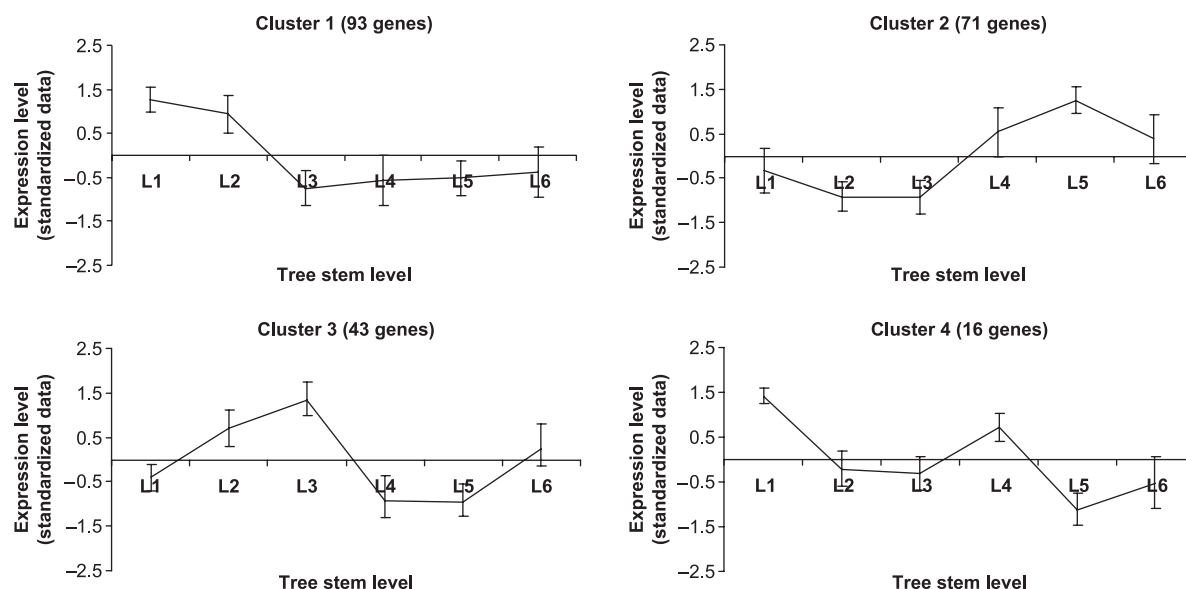 Cluster 1 (93 genes)
Expression level
(standardized data)
2.5
1.5
0.5
–0.5
–1.5
–2.5
L1 L2 L3 L4 L5 L6
Tree stem level
Cluster 2 (71 genes)
Expression level
(standardized data)
2.5
1.5
0.5
–0.5
–1.5
–2.5
L1 L2 L3 L4 L5 L6
Tree stem level
Cluster 3 (43 genes)
Expression level
(standardized data)
2.5
1.5
0.5
–0.5
–1.5
–2.5
L1 L2 L3 L4 L5 L6
Tree stem level
Cluster 4 (16 genes)
Expression level
(standardized data)
2.5
1.5
0.5
–0.5
–1.5
–2.5
L1 L2 L3 L4 L5 L6
Tree stem level